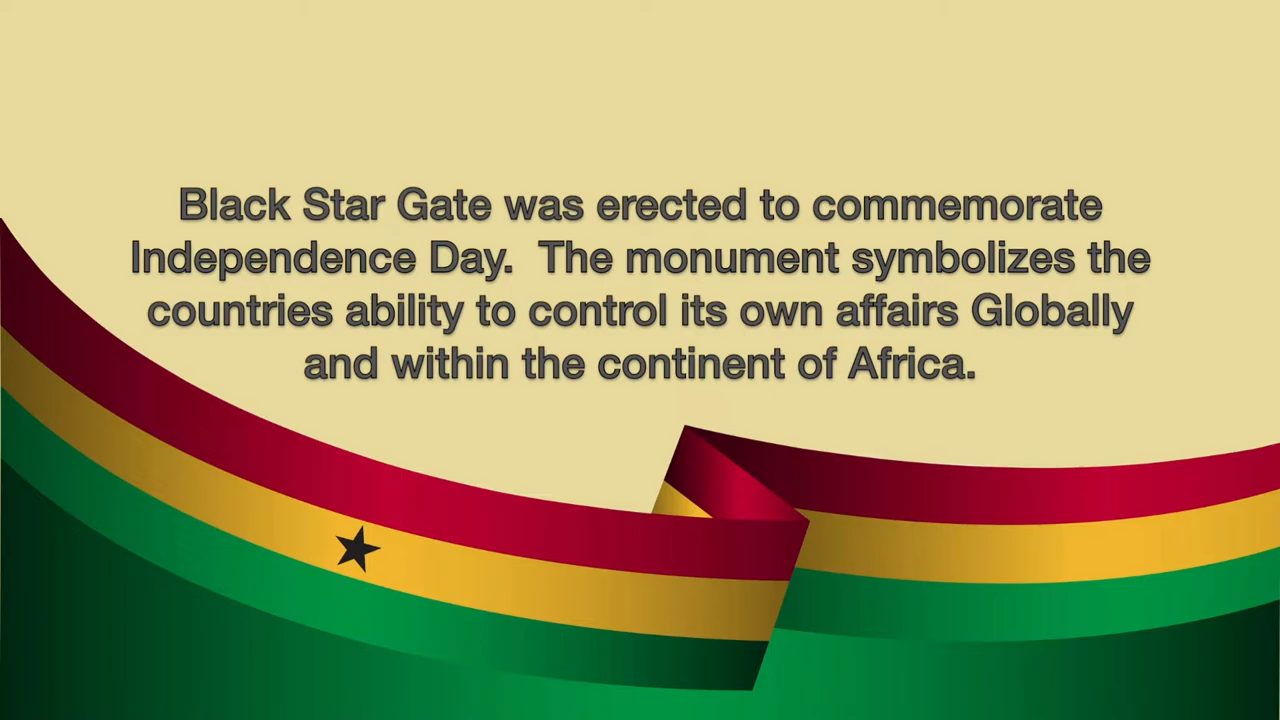 Black Star Gate was erected to commemorate
Independence Day.  The monument symbolizes the
countries ability to control its own affairs Globally
and within the continent of Africa.